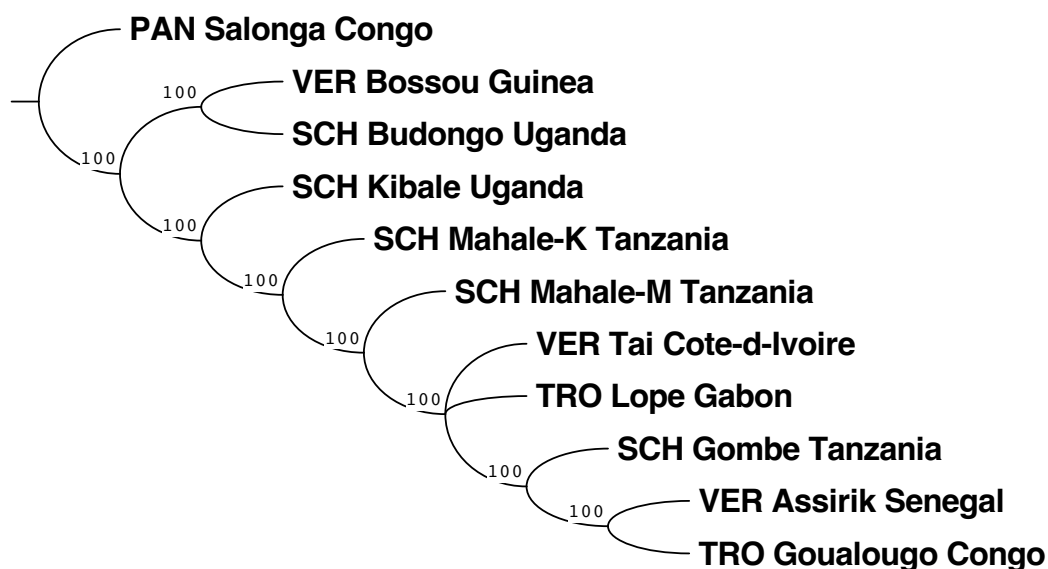 PAN Salonga Congo
VER Bossou Guinea
100
SCH Budongo Uganda
100
SCH Kibale Uganda
100
SCH Mahale-K Tanzania
100
SCH Mahale-M Tanzania
100
VER Tai Cote-d-Ivoire
TRO Lope Gabon
100
SCH Gombe Tanzania
100
VER Assirik Senegal
100
TRO Goualougo Congo